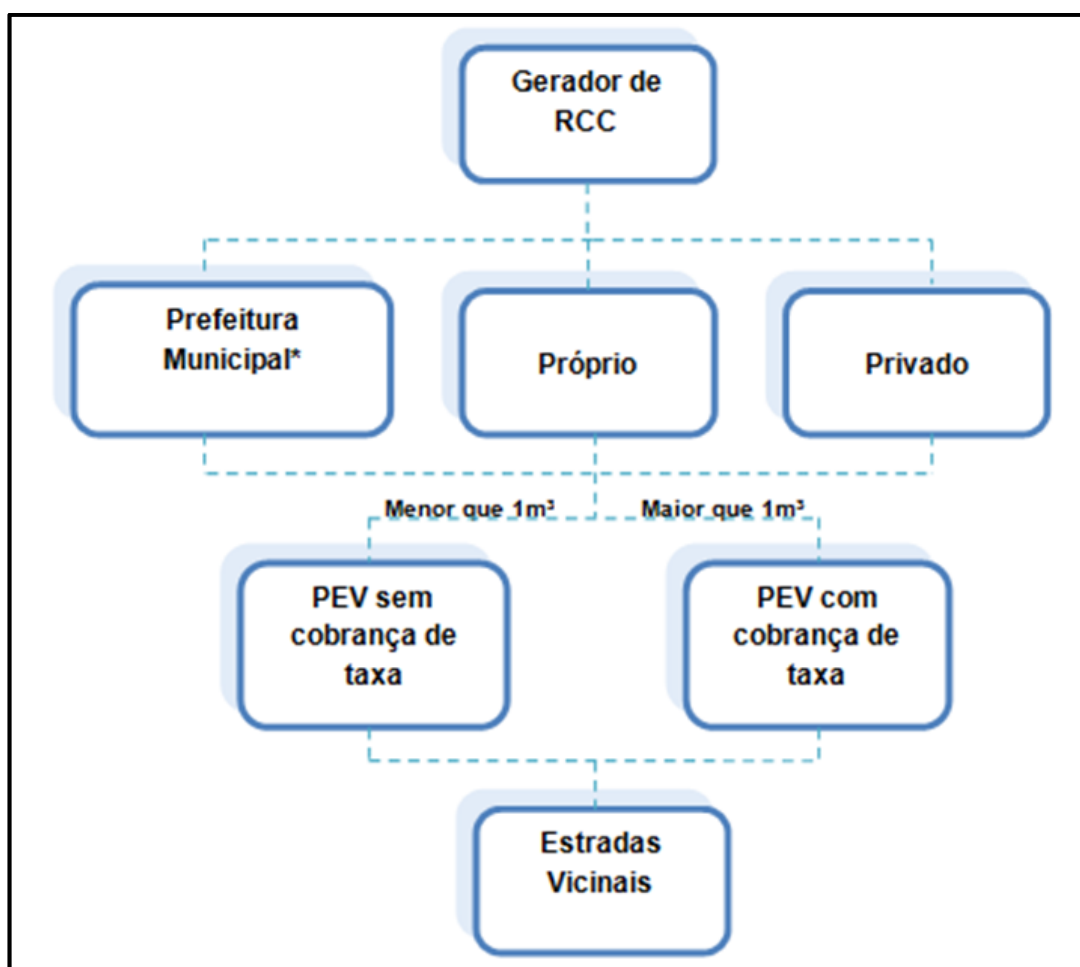 Gerador de
RCC
Prefeitura
Municipal*
Próprio
Privado
Menor que 1m³
Maior que 1m³
PEV sem
cobrança de
taxa
PEV com
cobrança de
taxa
Estradas
Vicinais